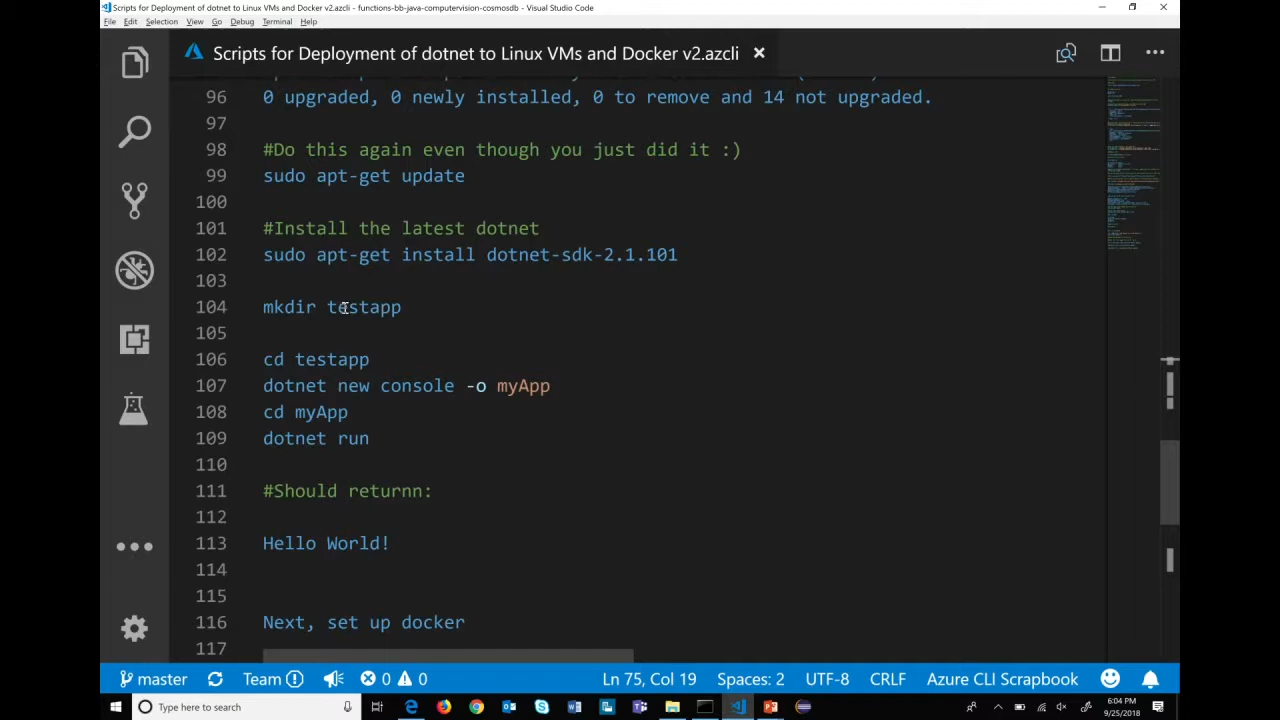 Scripts for Deployment of dotnet to Linux VMs and Docker v2.azcli - functions-bb-java-computervision-cosmosdb - Visual Studio Code
File Edit Selection View Go Debug Terminal Help
Scripts for Deployment of dotnet to Linux VMs and Docker v2.azcli
96 0 upgraded, 0 newly installed, 0 to remove and 14 not upgraded.
97
98 #Do this again even though you just did it :)
99 sudo apt-get update
100
101 #Install the latest dotnet
102 sudo apt-get install dotnet-sdk-2.1.101
103
104 mkdir testapp
105
106 cd testapp
107 dotnet new console -o myApp
108 cd myApp
109 dotnet run
110
111 #Should returnn:
112
113 Hello World!
114
115
116 Next, set up docker
117
master Team 0 0 Ln 75, Col 19 Spaces: 2 UTF-8 CRLF Azure CLI Scrapbook
Type here to search
6:04 PM
9/25/2018